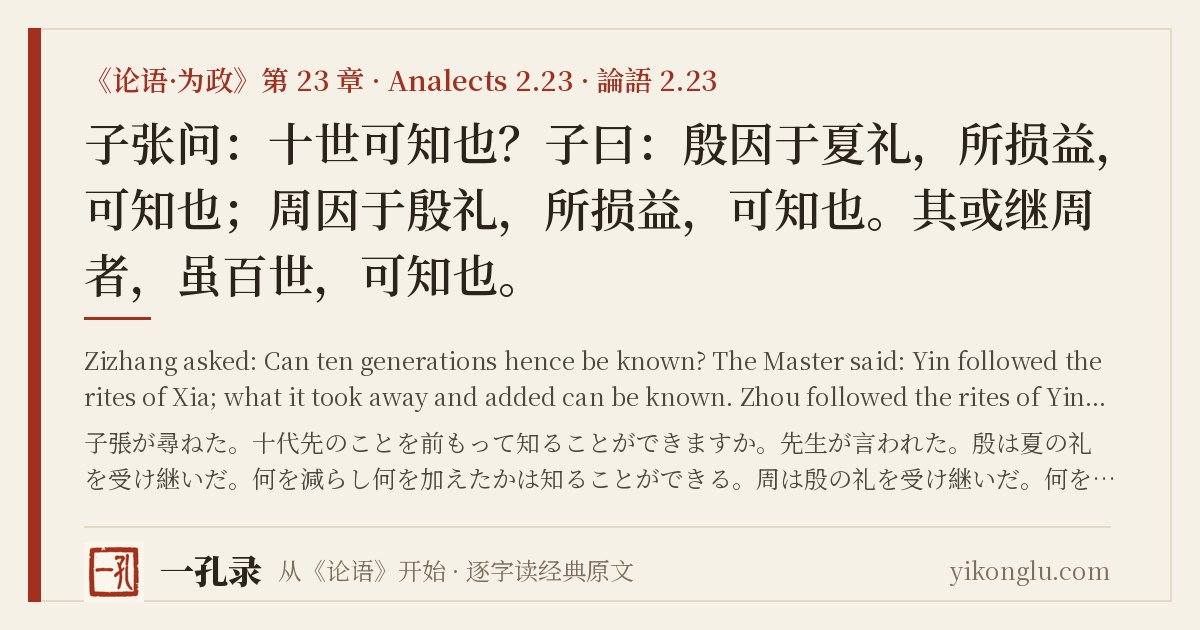 《论语·为政》第 23 章 · Analects 2.23 · 論語 2.23
子张问：十世可知也？子曰：殷因于夏礼，所损益，
可知也；周因于殷礼，所损益，可知也。其或继周
者，虽百世，可知也。
Zizhang asked: Can ten generations hence be known? The Master said: Yin followed the
rites of Xia; what it took away and added can be known. Zhou followed the rites of Yin...
子張が尋ねた。十代先のことを前もって知ることができますか。先生が言われた。殷は夏の礼
を受け継いだ。何を減らし何を加えたかは知ることができる。周は殷の礼を受け継いだ。何を…
一孔
一孔录 从《论语》开始 · 逐字读经典原文 yikonglu.com